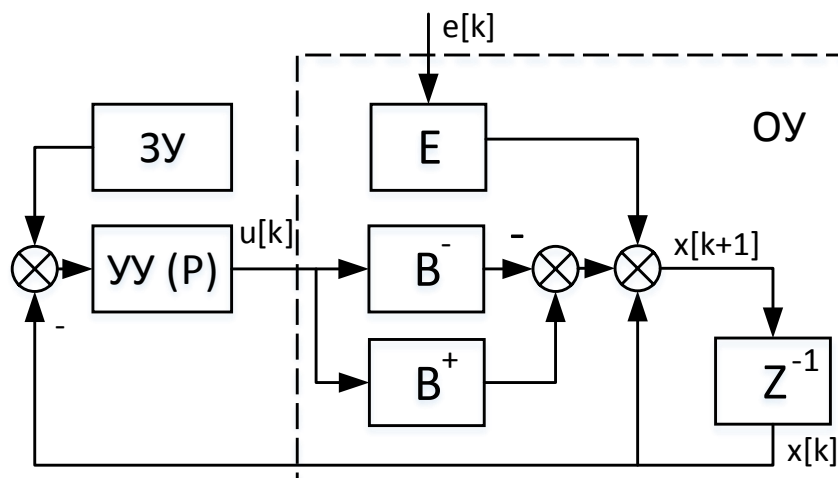 e[k]
ЗУ
E
ОУ
УУ (Р)
u[k]
B⁻
-
x[k+1]
-
B⁺
Z⁻¹
x[k]